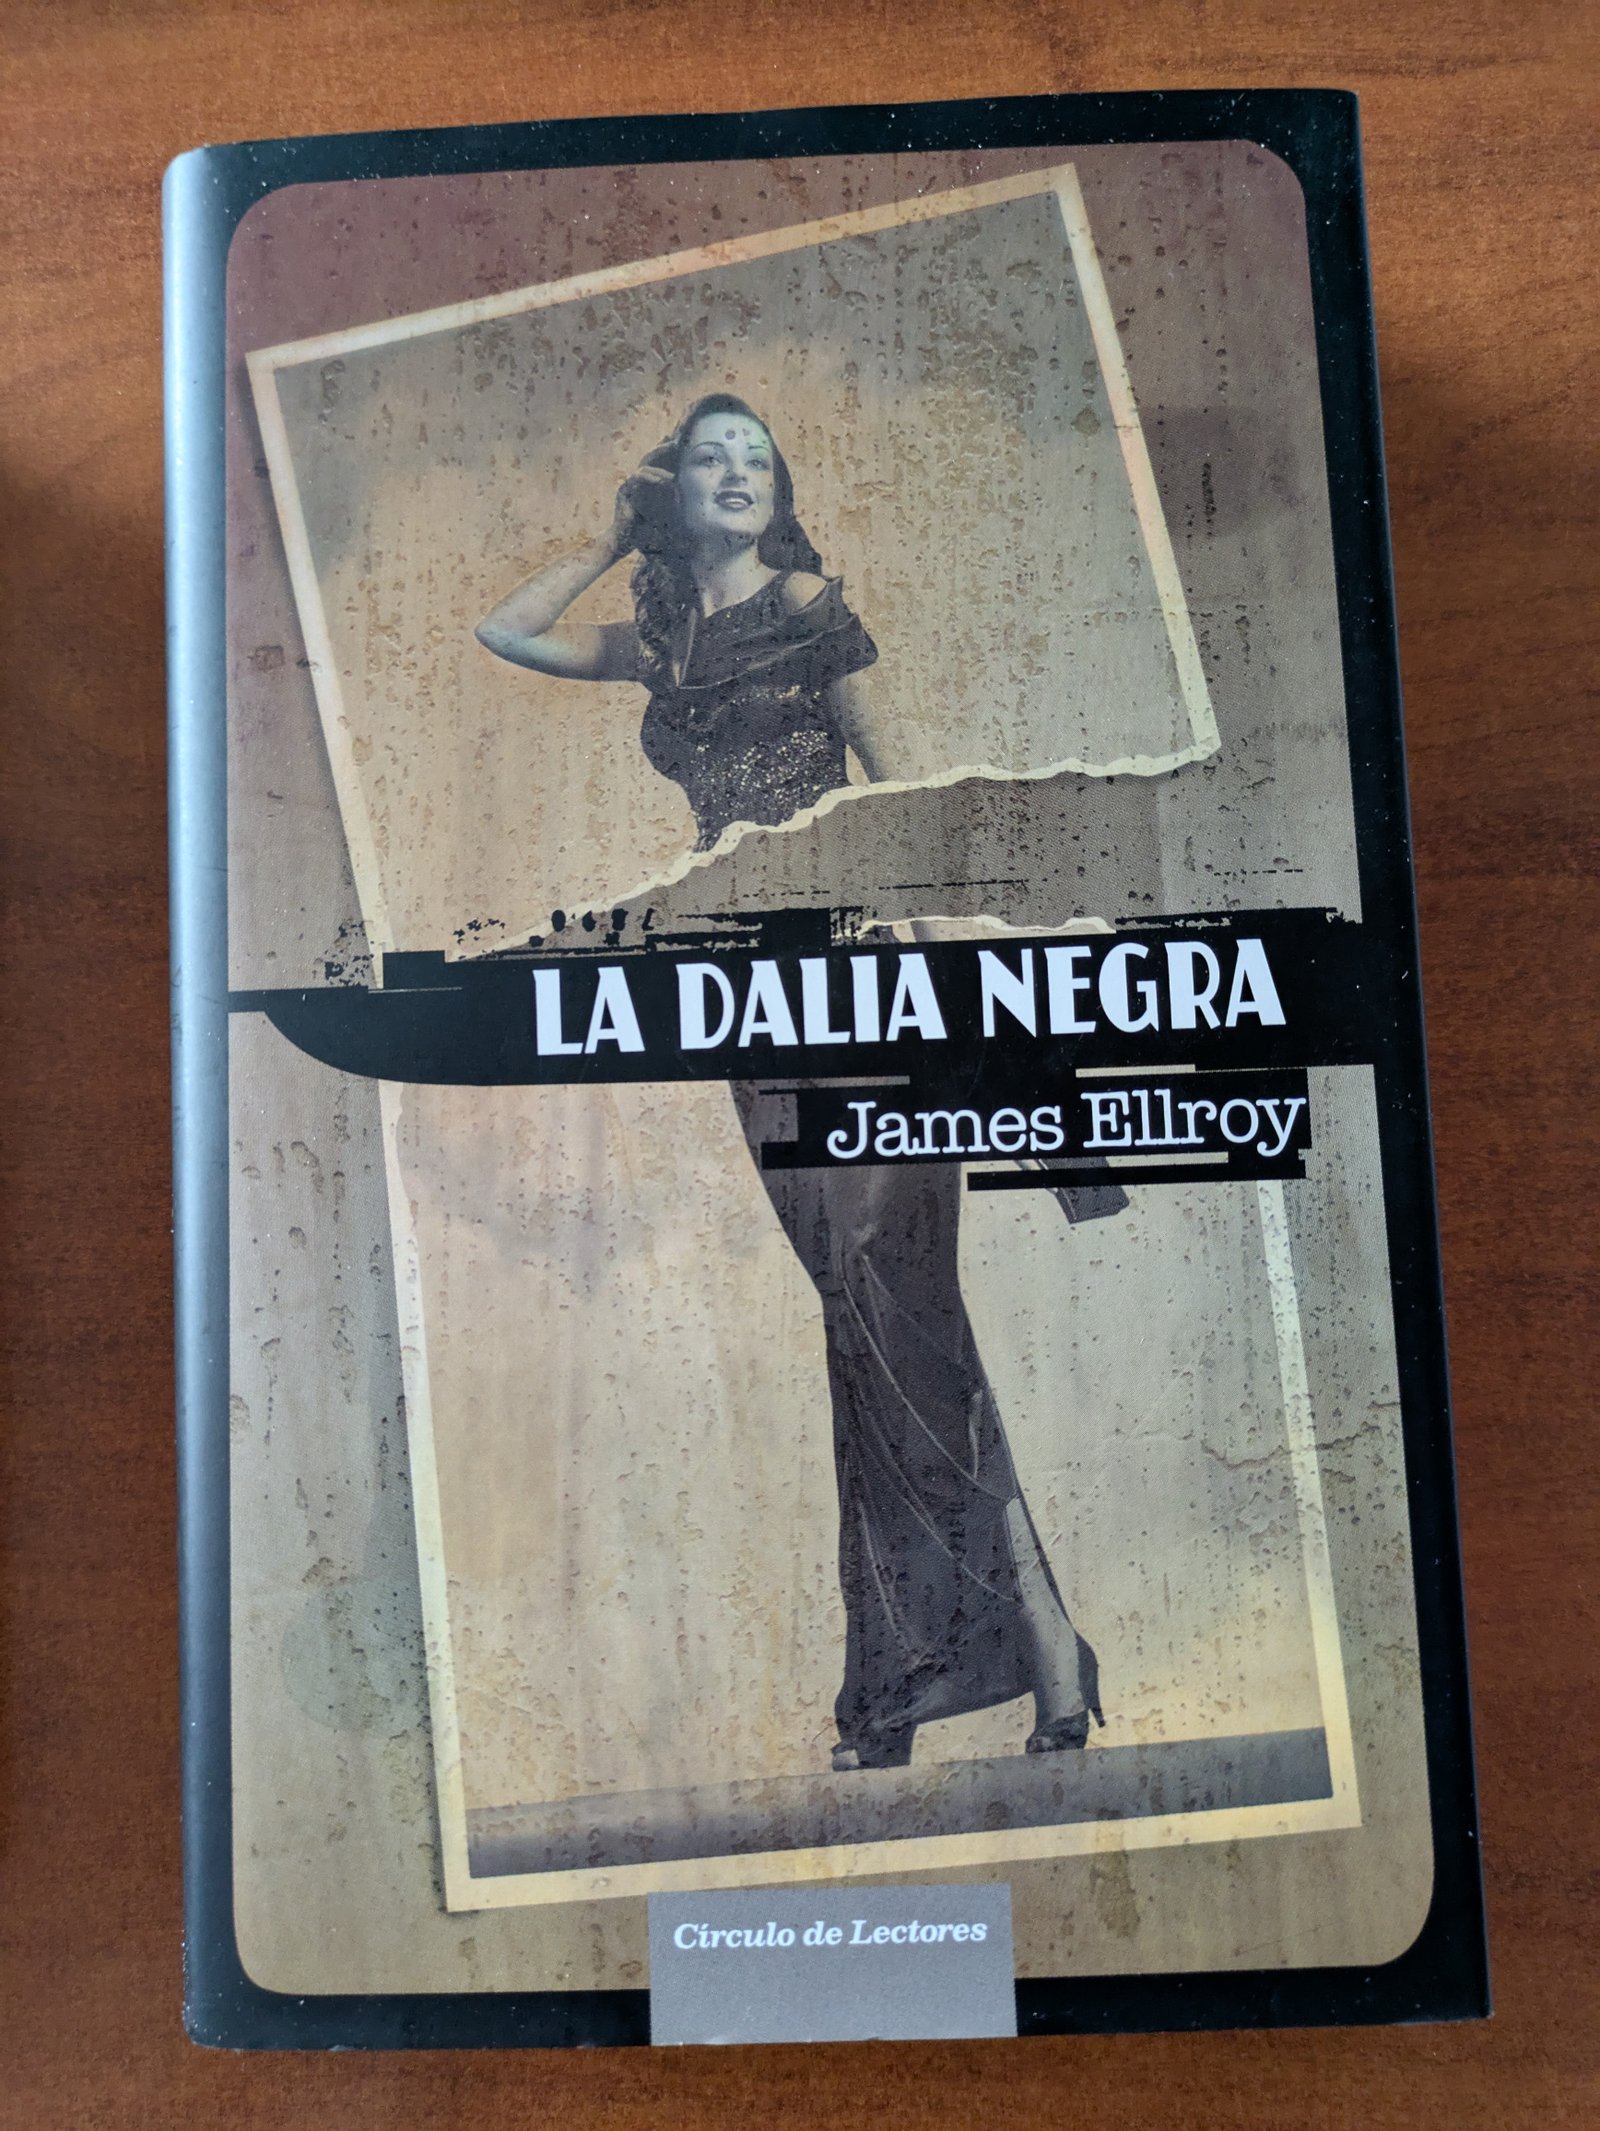 LA DALIA NEGRA
James Ellroy
Círculo de Lectores